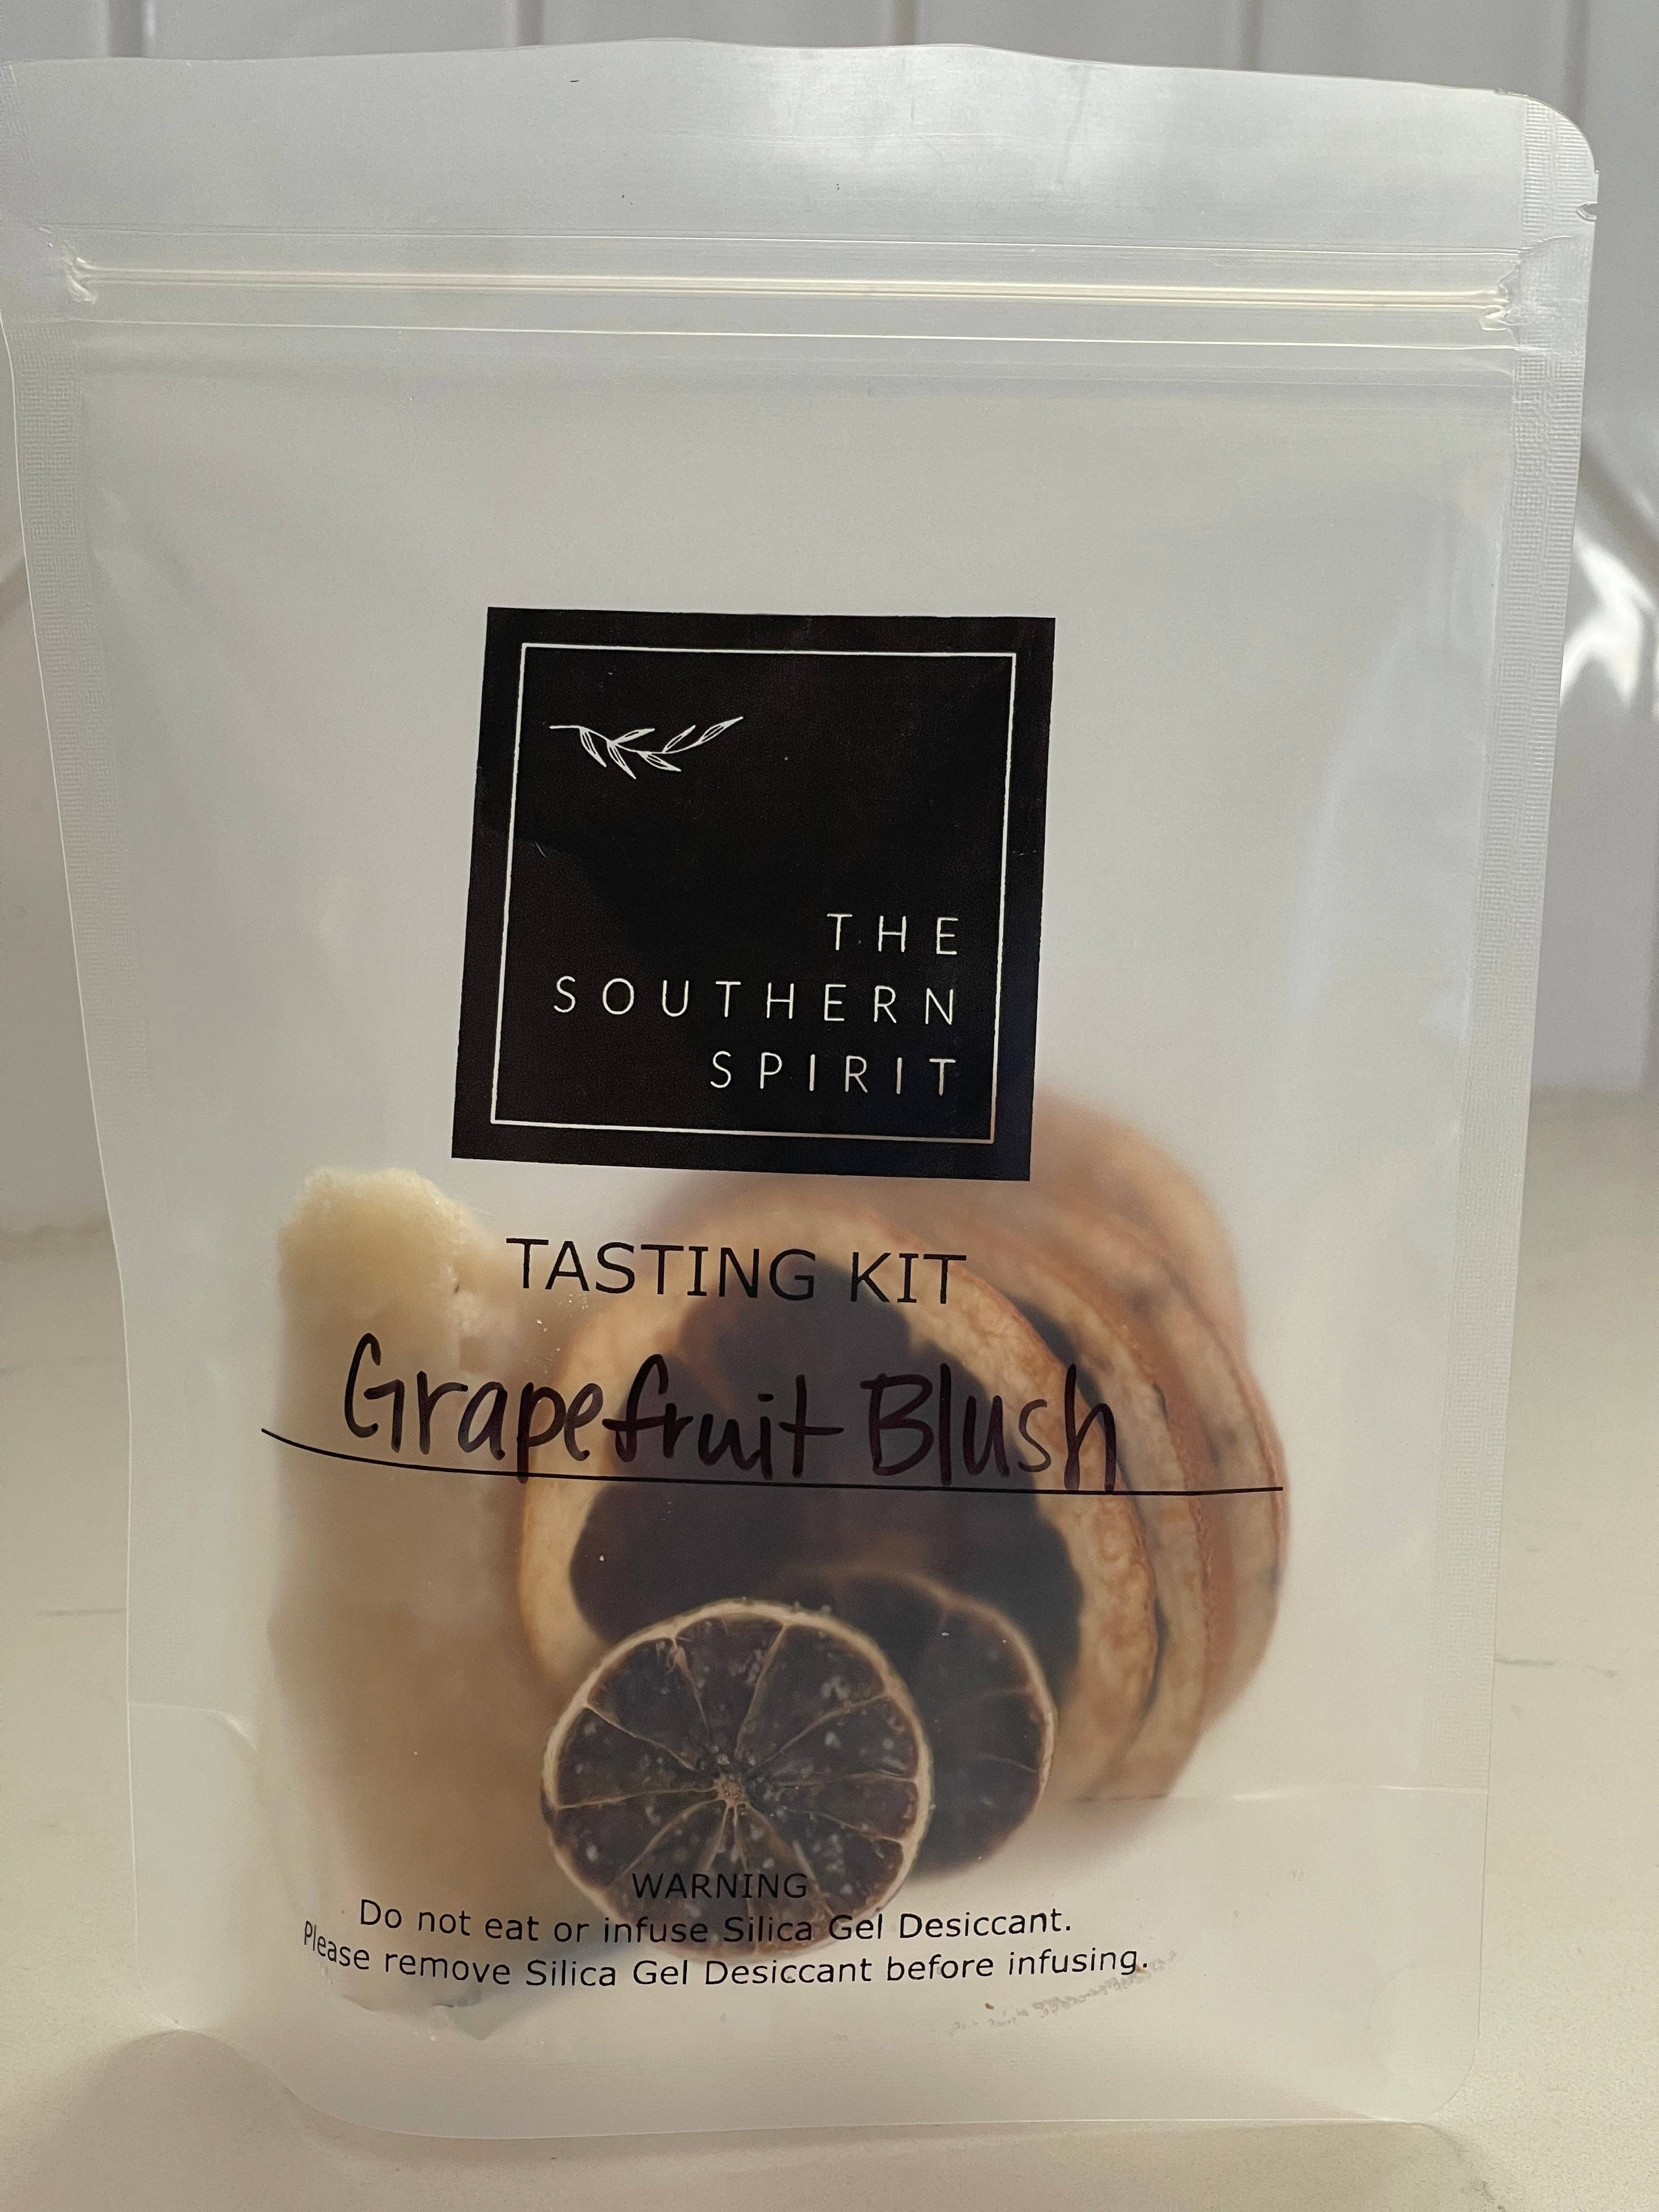 THE
SOUTHERN
SPIRIT
TASTING KIT
Grapefruit Blush
WARNING
Do not eat or infuse Silica Gel Desiccant.
Please remove Silica Gel Desiccant before infusing.